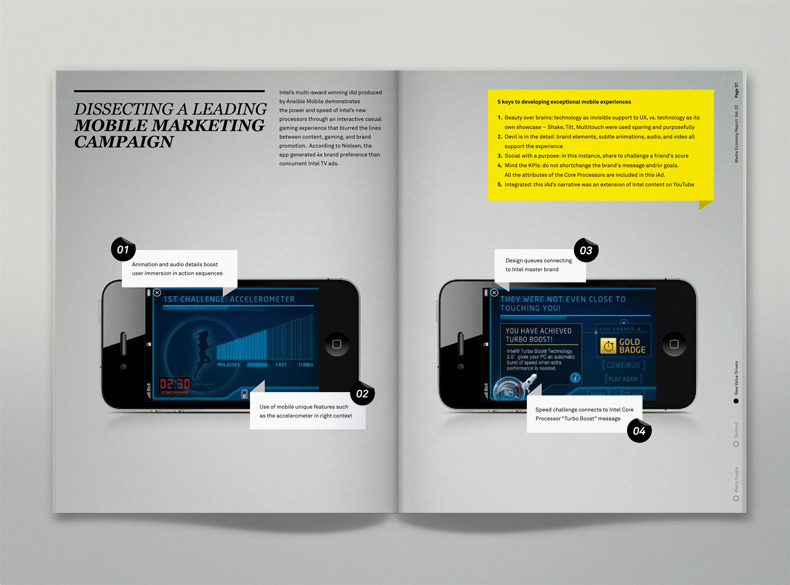 DISSECTING A LEADING
MOBILE MARKETING
CAMPAIGN
Intel's multi-award winning iAd produced
by Ansible Mobile demonstrates
the power and speed of Intel's new
processors through an interactive casual
gaming experience that blurred the lines
between content, gaming, and brand
promotion. According to Nielsen, the
app generated 4x brand preference than
concurrent Intel TV ads.
5 keys to developing exceptional mobile experiences
1. Beauty over brains: technology as invisible support to UX, vs. technology as its
own showcase – Shake, Tilt, Multitouch were used sparing and purposefully
2. Devil is in the detail: brand elements, subtle animations, audio, and video all
support the experience
3. Social with a purpose: in this instance, share to challenge a friend's score
4. Mind the KPIs: do not shortchange the brand's message and/or goals.
All the attributes of the Core Processors are included in this iAd.
5. Integrated: this iAd's narrative was an extension of Intel content on YouTube
Media Economy Report Vol. 02 Page 37
01
Animation and audio details boost
user immersion in action sequences
1ST CHALLENGE: ACCELEROMETER
MOLASSES AVERAGE FAST TURBO
02:30
02
Use of mobile unique features such
as the accelerometer in right context
03
Design queues connecting
to Intel master brand
THEY WERE NOT EVEN CLOSE TO
TOUCHING YOU!
YOU HAVE ACHIEVED
TURBO BOOST!
Intel® Turbo Boost Technology
2.0 gives your PC an automatic
burst of speed when extra
performance is needed.
YOU EARNED A
GOLD
BADGE
CONTINUE
PLAY AGAIN
Speed challenge connects to Intel Core
Processor "Turbo Boost" message
04
New Value Drivers
Demand
Media Supply